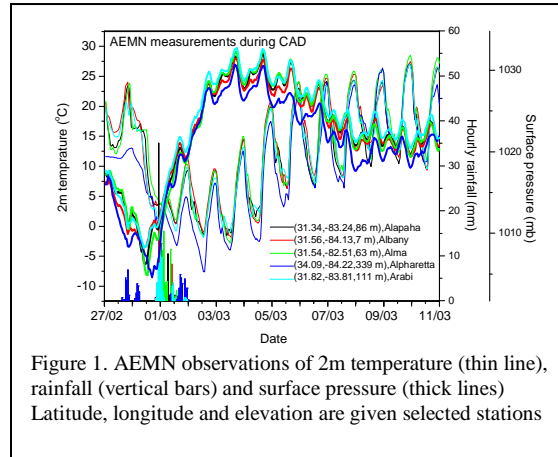 AEMN measurements during CAD
2m temprature (°C)
30
25
20
15
10
5
0
-5
-10
60
50
40
30
20
10
0
Hourly rainfall (mm)
1030
1020
1010
Surface pressure (mb)
(31.34,-83.24,86 m),Alapaha
(31.56,-84.13,7 m),Albany
(31.54,-82.51,63 m),Alma
(34.09,-84.22,339 m),Alpharetta
(31.82,-83.81,111 m),Arabi
27/02 01/03 03/03 05/03 07/03 09/03 11/03
Date
Figure 1. AEMN observations of 2m temperature (thin line),
rainfall (vertical bars) and surface pressure (thick lines)
Latitude, longitude and elevation are given selected stations